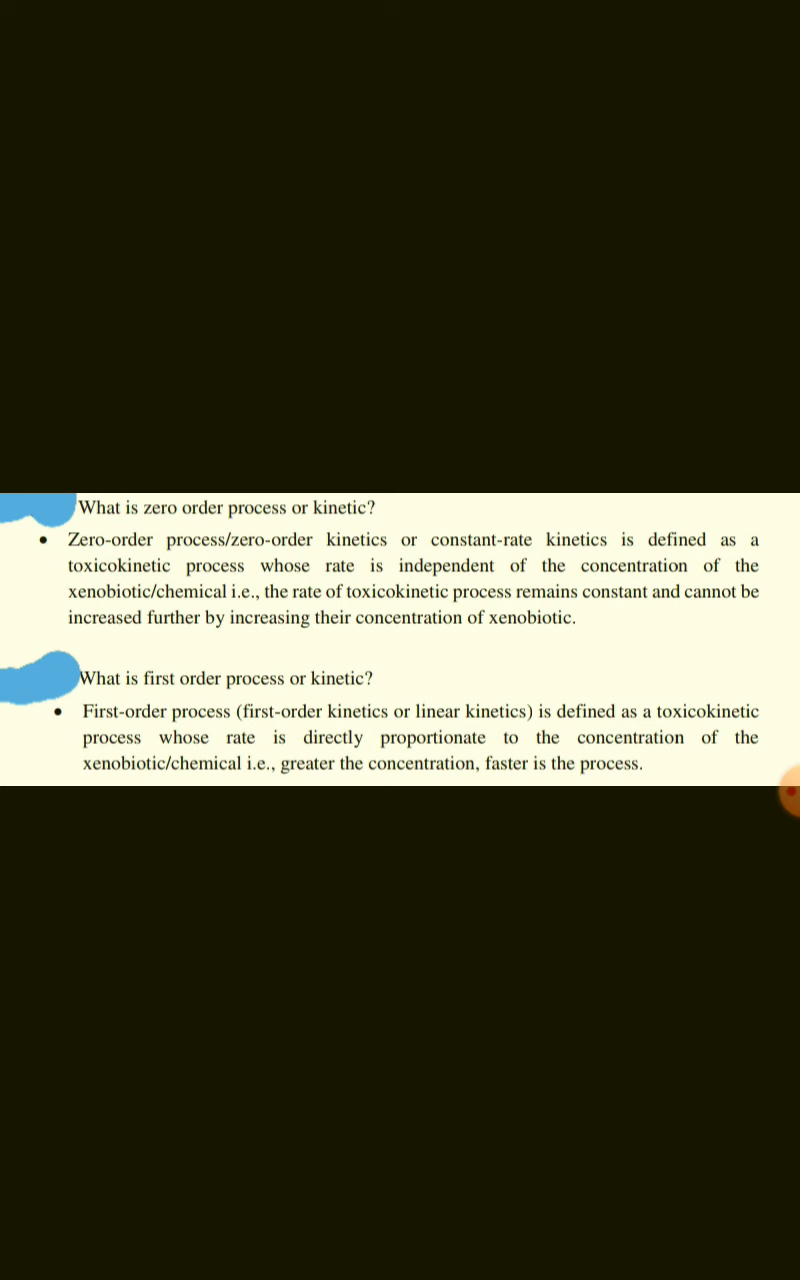 What is zero order process or kinetic?
• Zero-order process/zero-order kinetics or constant-rate kinetics is defined as a
toxicokinetic process whose rate is independent of the concentration of the
xenobiotic/chemical i.e., the rate of toxicokinetic process remains constant and cannot be
increased further by increasing their concentration of xenobiotic.
What is first order process or kinetic?
• First-order process (first-order kinetics or linear kinetics) is defined as a toxicokinetic
process whose rate is directly proportionate to the concentration of the
xenobiotic/chemical i.e., greater the concentration, faster is the process.